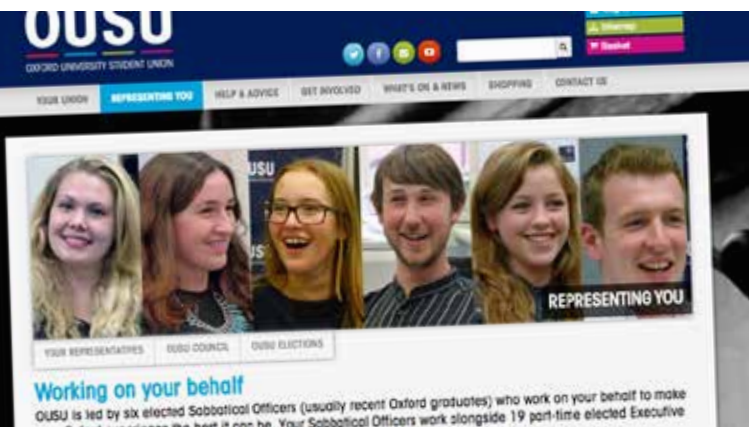 OUSU
OXFORD UNIVERSITY STUDENT UNION
Basket
YOUR UNION REPRESENTING YOU HELP & ADVICE GET INVOLVED WHAT'S ON & NEWS SHOPPING CONTACT US
OUSU
REPRESENTING YOU
YOUR REPRESENTATIVES OUSU COUNCIL OUSU ELECTIONS
Working on your behalf
OUSU is led by six elected Sabbatical Officers (usually recent Oxford graduates) who work on your behalf to make
experience the best it can be. Your Sabbatical Officers work alongside 19 part-time elected Executive